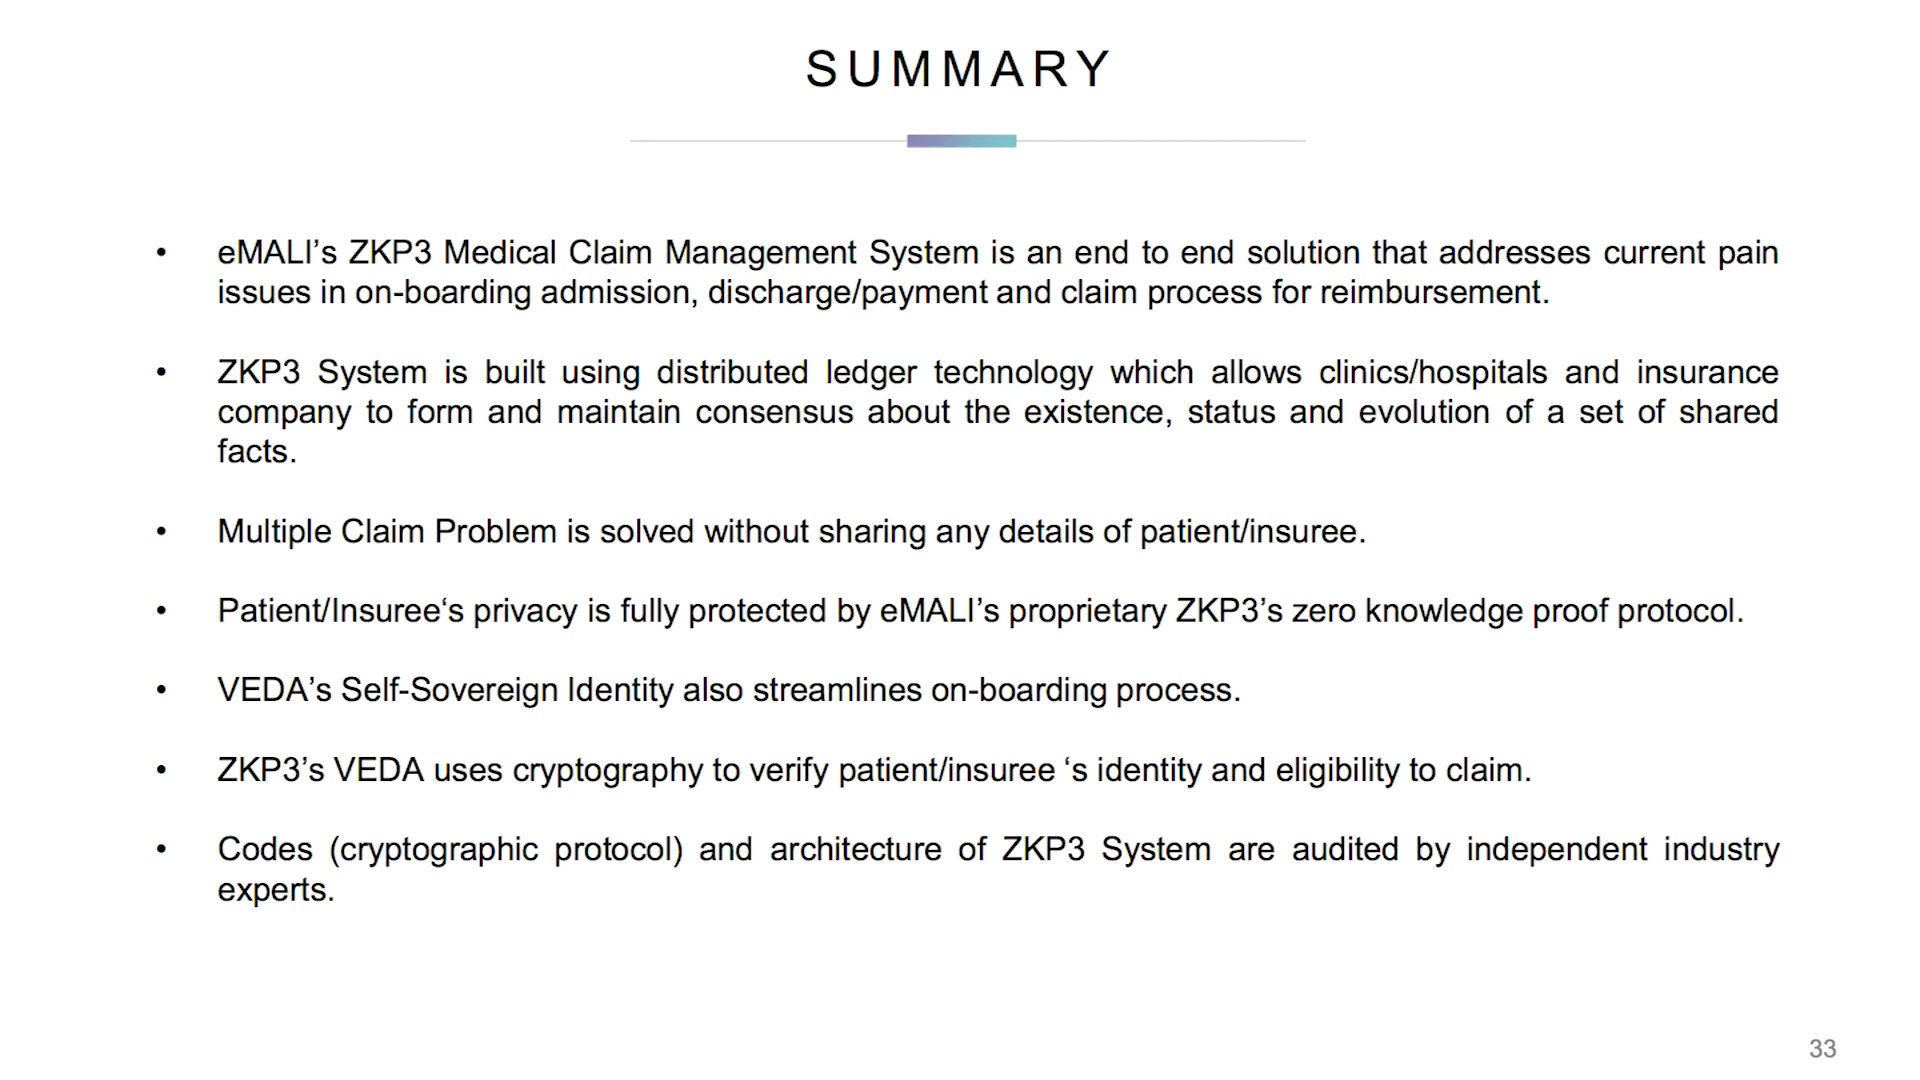 SUMMARY
• eMALI’s ZKP3 Medical Claim Management System is an end to end solution that addresses current pain
issues in on-boarding admission, discharge/payment and claim process for reimbursement.
• ZKP3 System is built using distributed ledger technology which allows clinics/hospitals and insurance
company to form and maintain consensus about the existence, status and evolution of a set of shared
facts.
• Multiple Claim Problem is solved without sharing any details of patient/insuree.
• Patient/Insuree‘s privacy is fully protected by eMALI’s proprietary ZKP3’s zero knowledge proof protocol.
• VEDA’s Self-Sovereign Identity also streamlines on-boarding process.
• ZKP3’s VEDA uses cryptography to verify patient/insuree ‘s identity and eligibility to claim.
• Codes (cryptographic protocol) and architecture of ZKP3 System are audited by independent industry
experts.
33